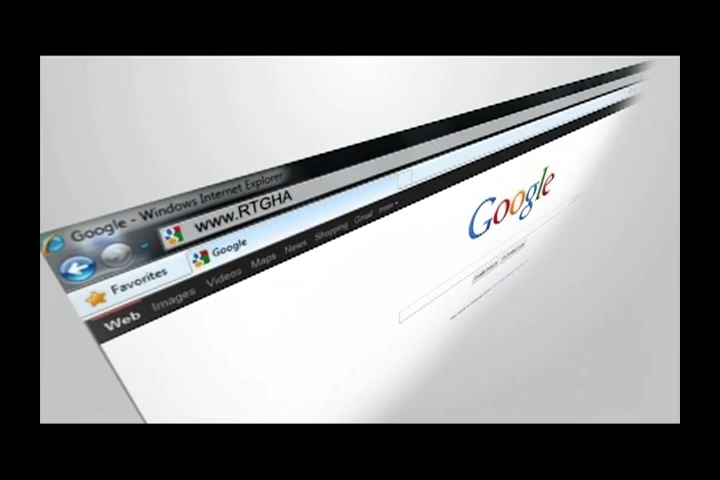 Google - Windows Internet Explorer
www.RTGHA
Favorites
Google
Web Images Videos Maps News Shopping Gmail more
Google